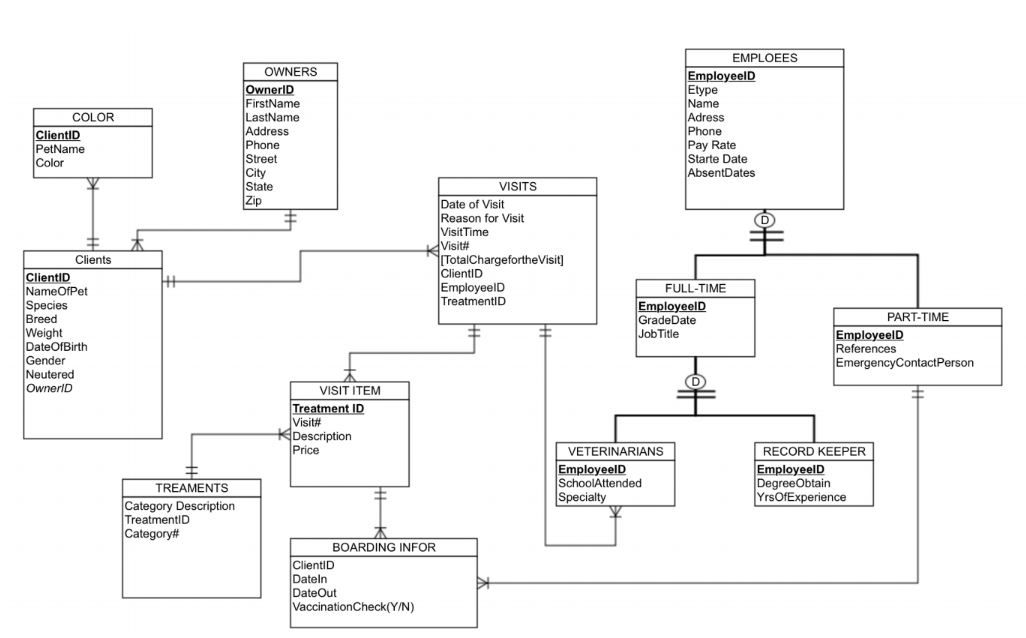 EMPLOEES
EmployeeID
Etype
Name
Adress
Phone
Pay Rate
Starte Date
AbsentDates
D
OWNERS
OwnerID
FirstName
LastName
Address
Phone
Street
City
State
Zip
COLOR
ClientID
PetName
Color
VISITS
Date of Visit
Reason for Visit
VisitTime
Visit#
[TotalChargefortheVisit]
ClientID
EmployeeID
TreatmentID
Clients
ClientID
NameOfPet
Species
Breed
Weight
DateOfBirth
Gender
Neutered
OwnerID
FULL-TIME
EmployeeID
GradeDate
JobTitle
D
PART-TIME
EmployeeID
References
EmergencyContactPerson
VISIT ITEM
Treatment ID
Visit#
Description
Price
VETERINARIANS
EmployeeID
SchoolAttended
Specialty
RECORD KEEPER
EmployeeID
DegreeObtain
YrsOfExperience
TREAMENTS
Category Description
TreatmentID
Category#
BOARDING INFOR
ClientID
DateIn
DateOut
VaccinationCheck(Y/N)